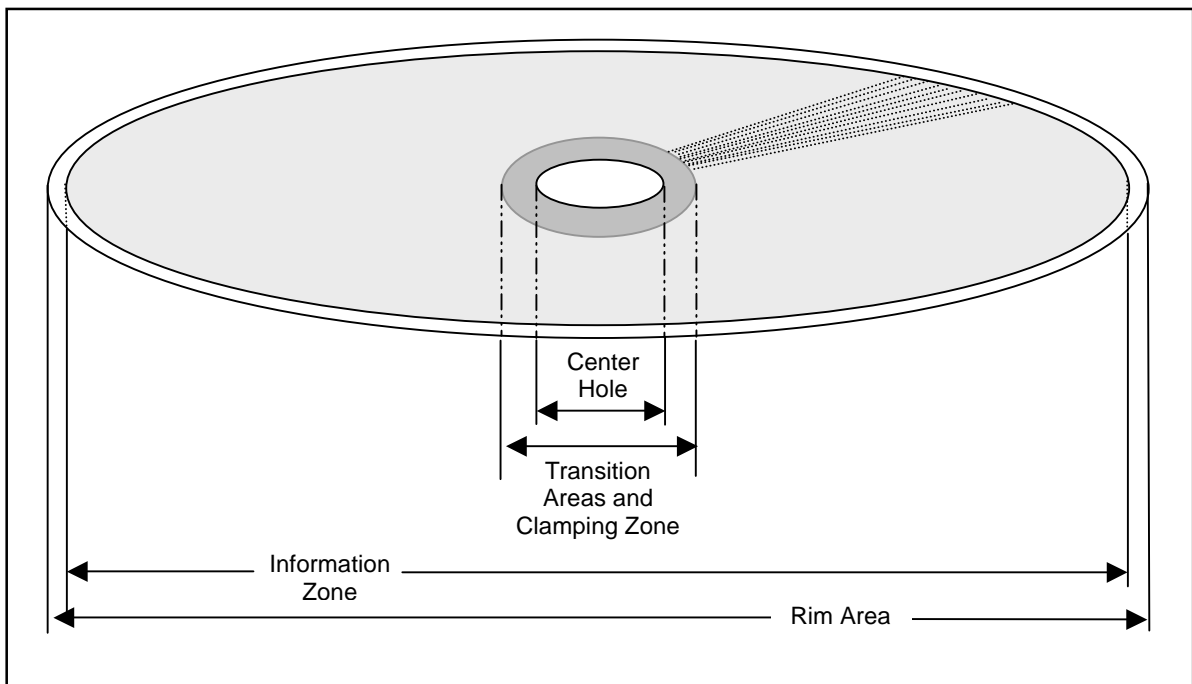 Center
Hole
Transition
Areas and
Clamping Zone
Information
Zone
Rim Area